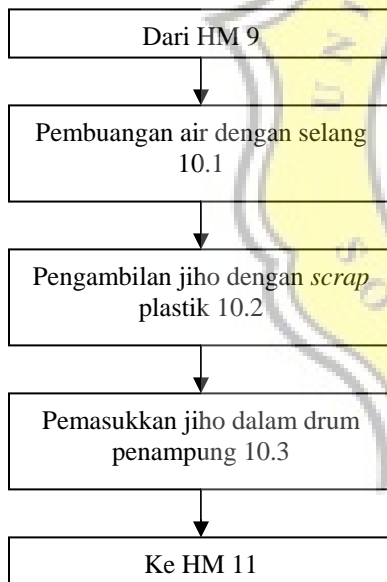 Dari HM 9
Pembuangan air dengan selang
10.1
Pengambilan jiho dengan scrap
plastik 10.2
Pemasukkan jiho dalam drum
penampung 10.3
Ke HM 11
U N
S O